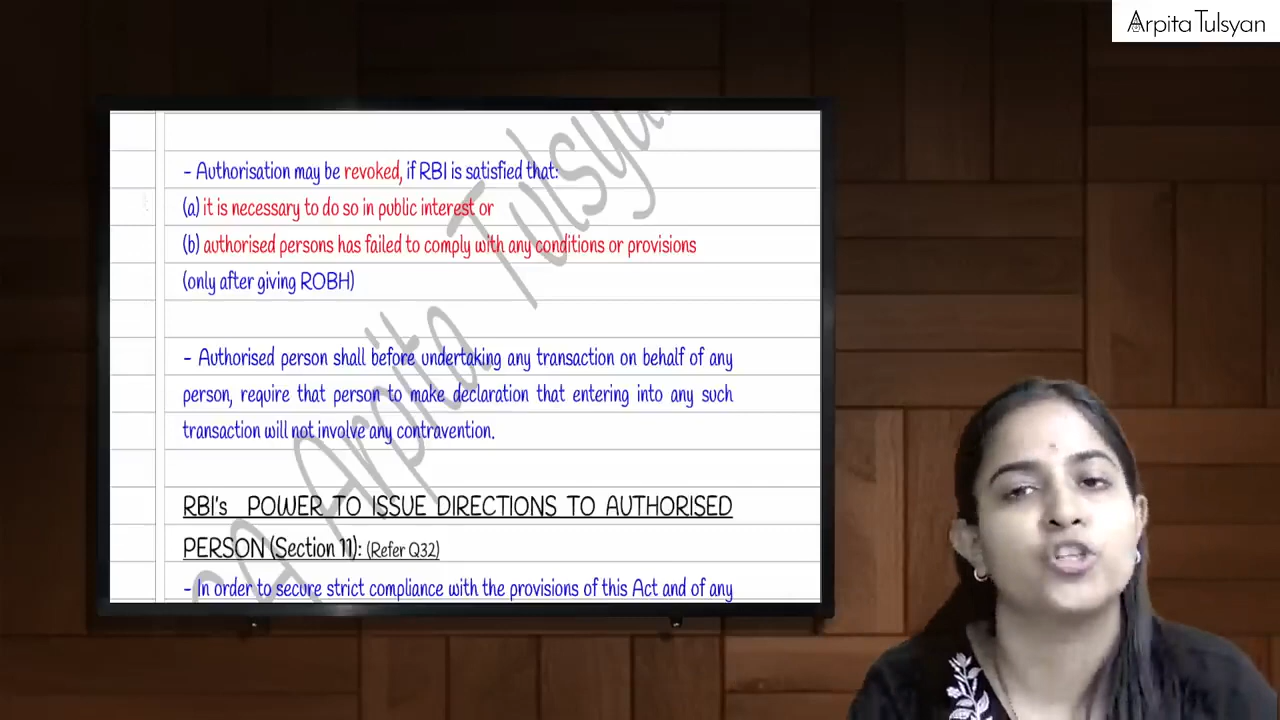 Arpita Tulsyan
- Authorisation may be revoked, if RBI is satisfied that:
(a) it is necessary to do so in public interest or
(b) authorised persons has failed to comply with any conditions or provisions
(only after giving ROBH)
- Authorised person shall before undertaking any transaction on behalf of any
person, require that person to make declaration that entering into any such
transaction will not involve any contravention.
RBI's POWER TO ISSUE DIRECTIONS TO AUTHORISED
PERSON (Section 11): (Refer Q32)
- In order to secure strict compliance with the provisions of this Act and of any
CA Arpita Tulsyan